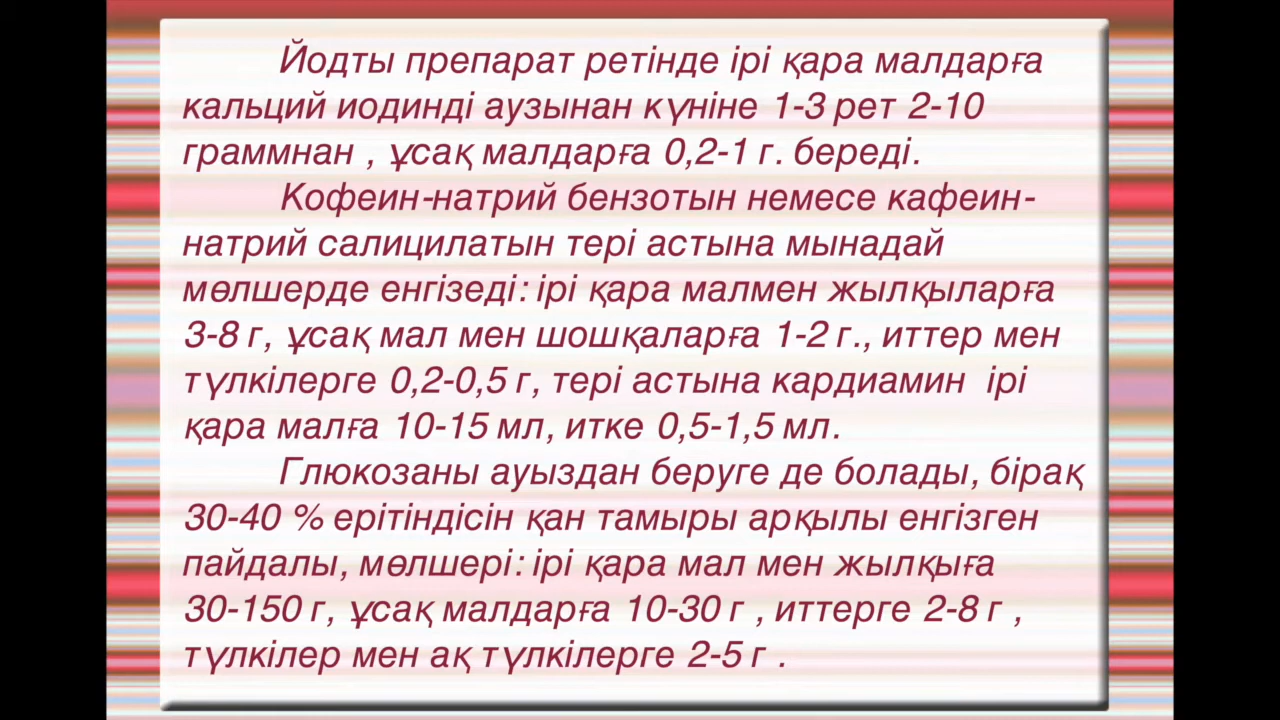 Йодты препарат ретінде ірі қара малдарға
кальций иодинді аузынан күніне 1-3 рет 2-10
граммнан , ұсақ малдарға 0,2-1 г. береді.
Кофеин-натрий бензотын немесе кафеин-
натрий салицилатын тері астына мынадай
мөлшерде енгізеді: ірі қара малмен жылқыларға
3-8 г, ұсақ мал мен шошқаларға 1-2 г., иттер мен
түлкілерге 0,2-0,5 г, тері астына кардиамин  ірі
қара малға 10-15 мл, итке 0,5-1,5 мл.
Глюкозаны ауыздан беруге де болады, бірақ
30-40 % ерітіндісін қан тамыры арқылы енгізген
пайдалы, мөлшері: ірі қара мал мен жылқыға
30-150 г, ұсақ малдарға 10-30 г , иттерге 2-8 г ,
түлкілер мен ақ түлкілерге 2-5 г .